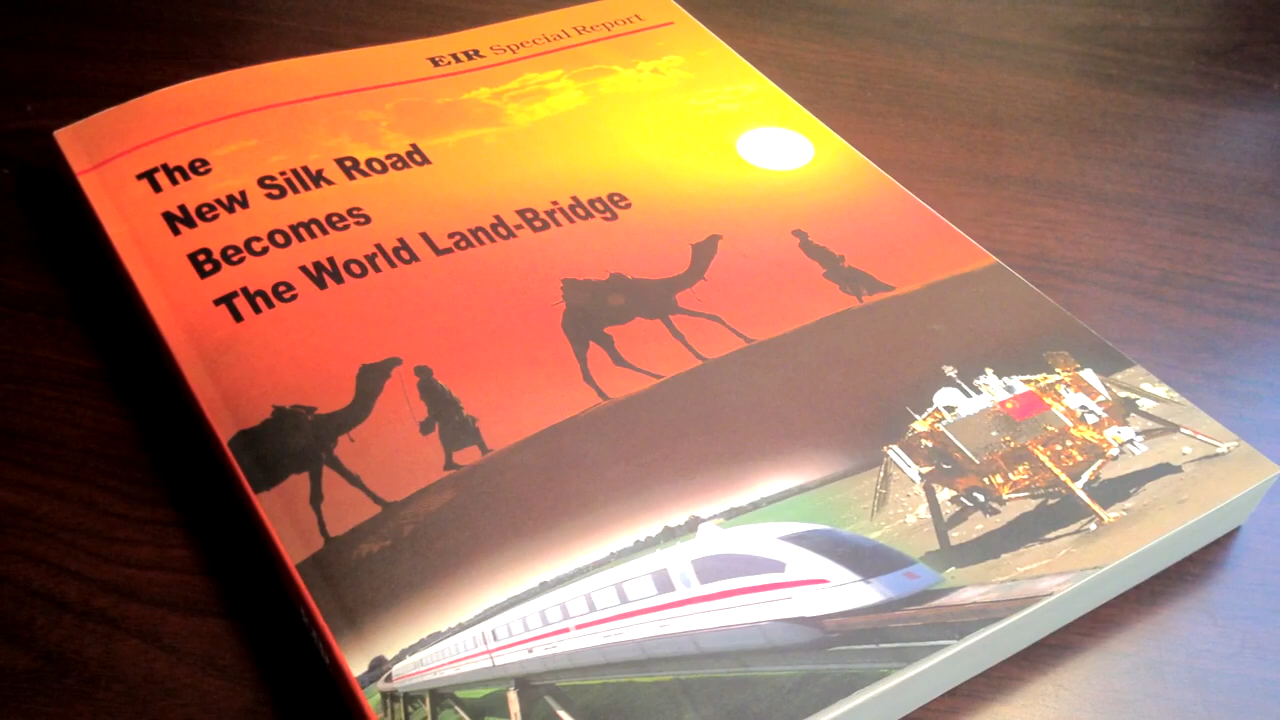 EIR Special Report
The
New Silk Road
Becomes
The World Land-Bridge